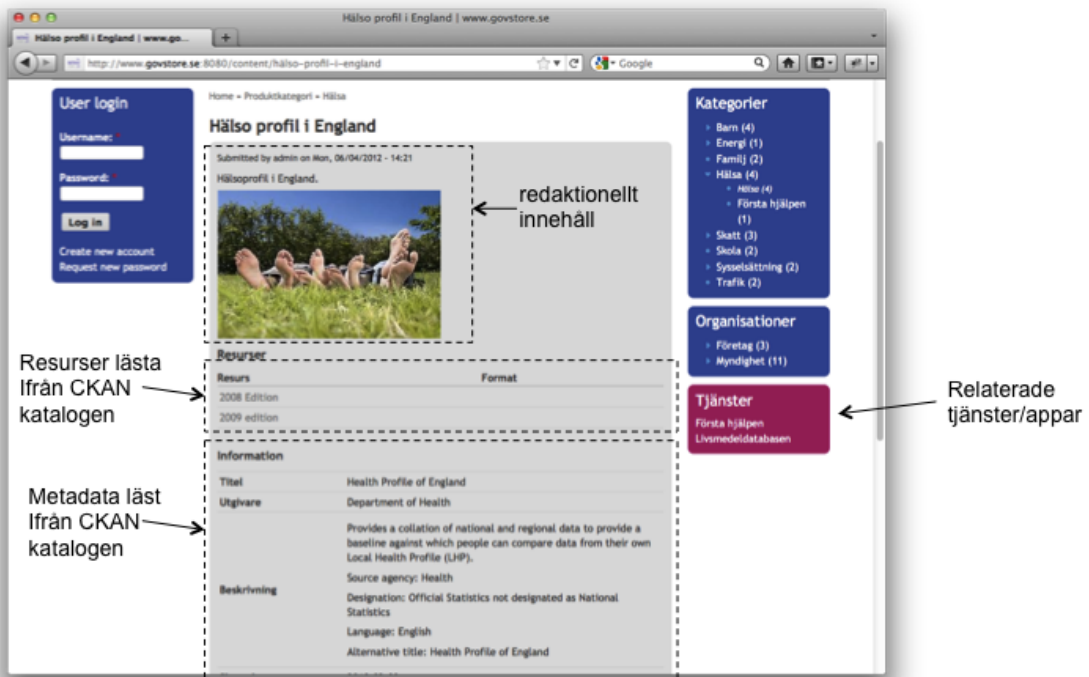 Hälso profil i England | www.govstore.se
Hälso profil i England | www.go...
http://www.govstore.se:8080/content/hälso-profil-i-england
Google
User login
Username: *
Password: *
Log in
Create new account
Request new password
Home » Produktkategori » Hälsa
Hälso profil i England
Submitted by admin on Mon, 06/04/2012 - 14:21
Hälsoprofil i England.
redaktionellt
innehåll
Resurser
Resurs Format
2008 Edition
2009 edition
Information
Titel Health Profile of England
Utgivare Department of Health
Beskrivning
Provides a collation of national and regional data to provide a
baseline against which people can compare data from their own
Local Health Profile (LHP).
Source agency: Health
Designation: Official Statistics not designated as National
Statistics
Language: English
Alternative title: Health Profile of England
Kategorier
Barn (4)
Energi (1)
Familj (2)
Hälsa (4)
Hälsa (4)
Första hjälpen
(1)
Skatt (3)
Skola (2)
Sysselsättning (2)
Trafik (2)
Organisationer
Företag (3)
Myndighet (11)
Tjänster
Första hjälpen
Livsmedeldatabasen
Resurser lästa
Ifrån CKAN
katalogen
Metadata läst
Ifrån CKAN
katalogen
Relaterade
tjänster/appar